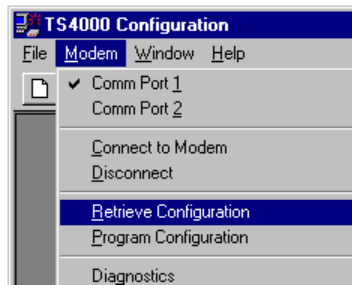 TS4000 Configuration
File Modem Window Help
✔ Comm Port 1
Comm Port 2
Connect to Modem
Disconnect
Retrieve Configuration
Program Configuration
Diagnostics